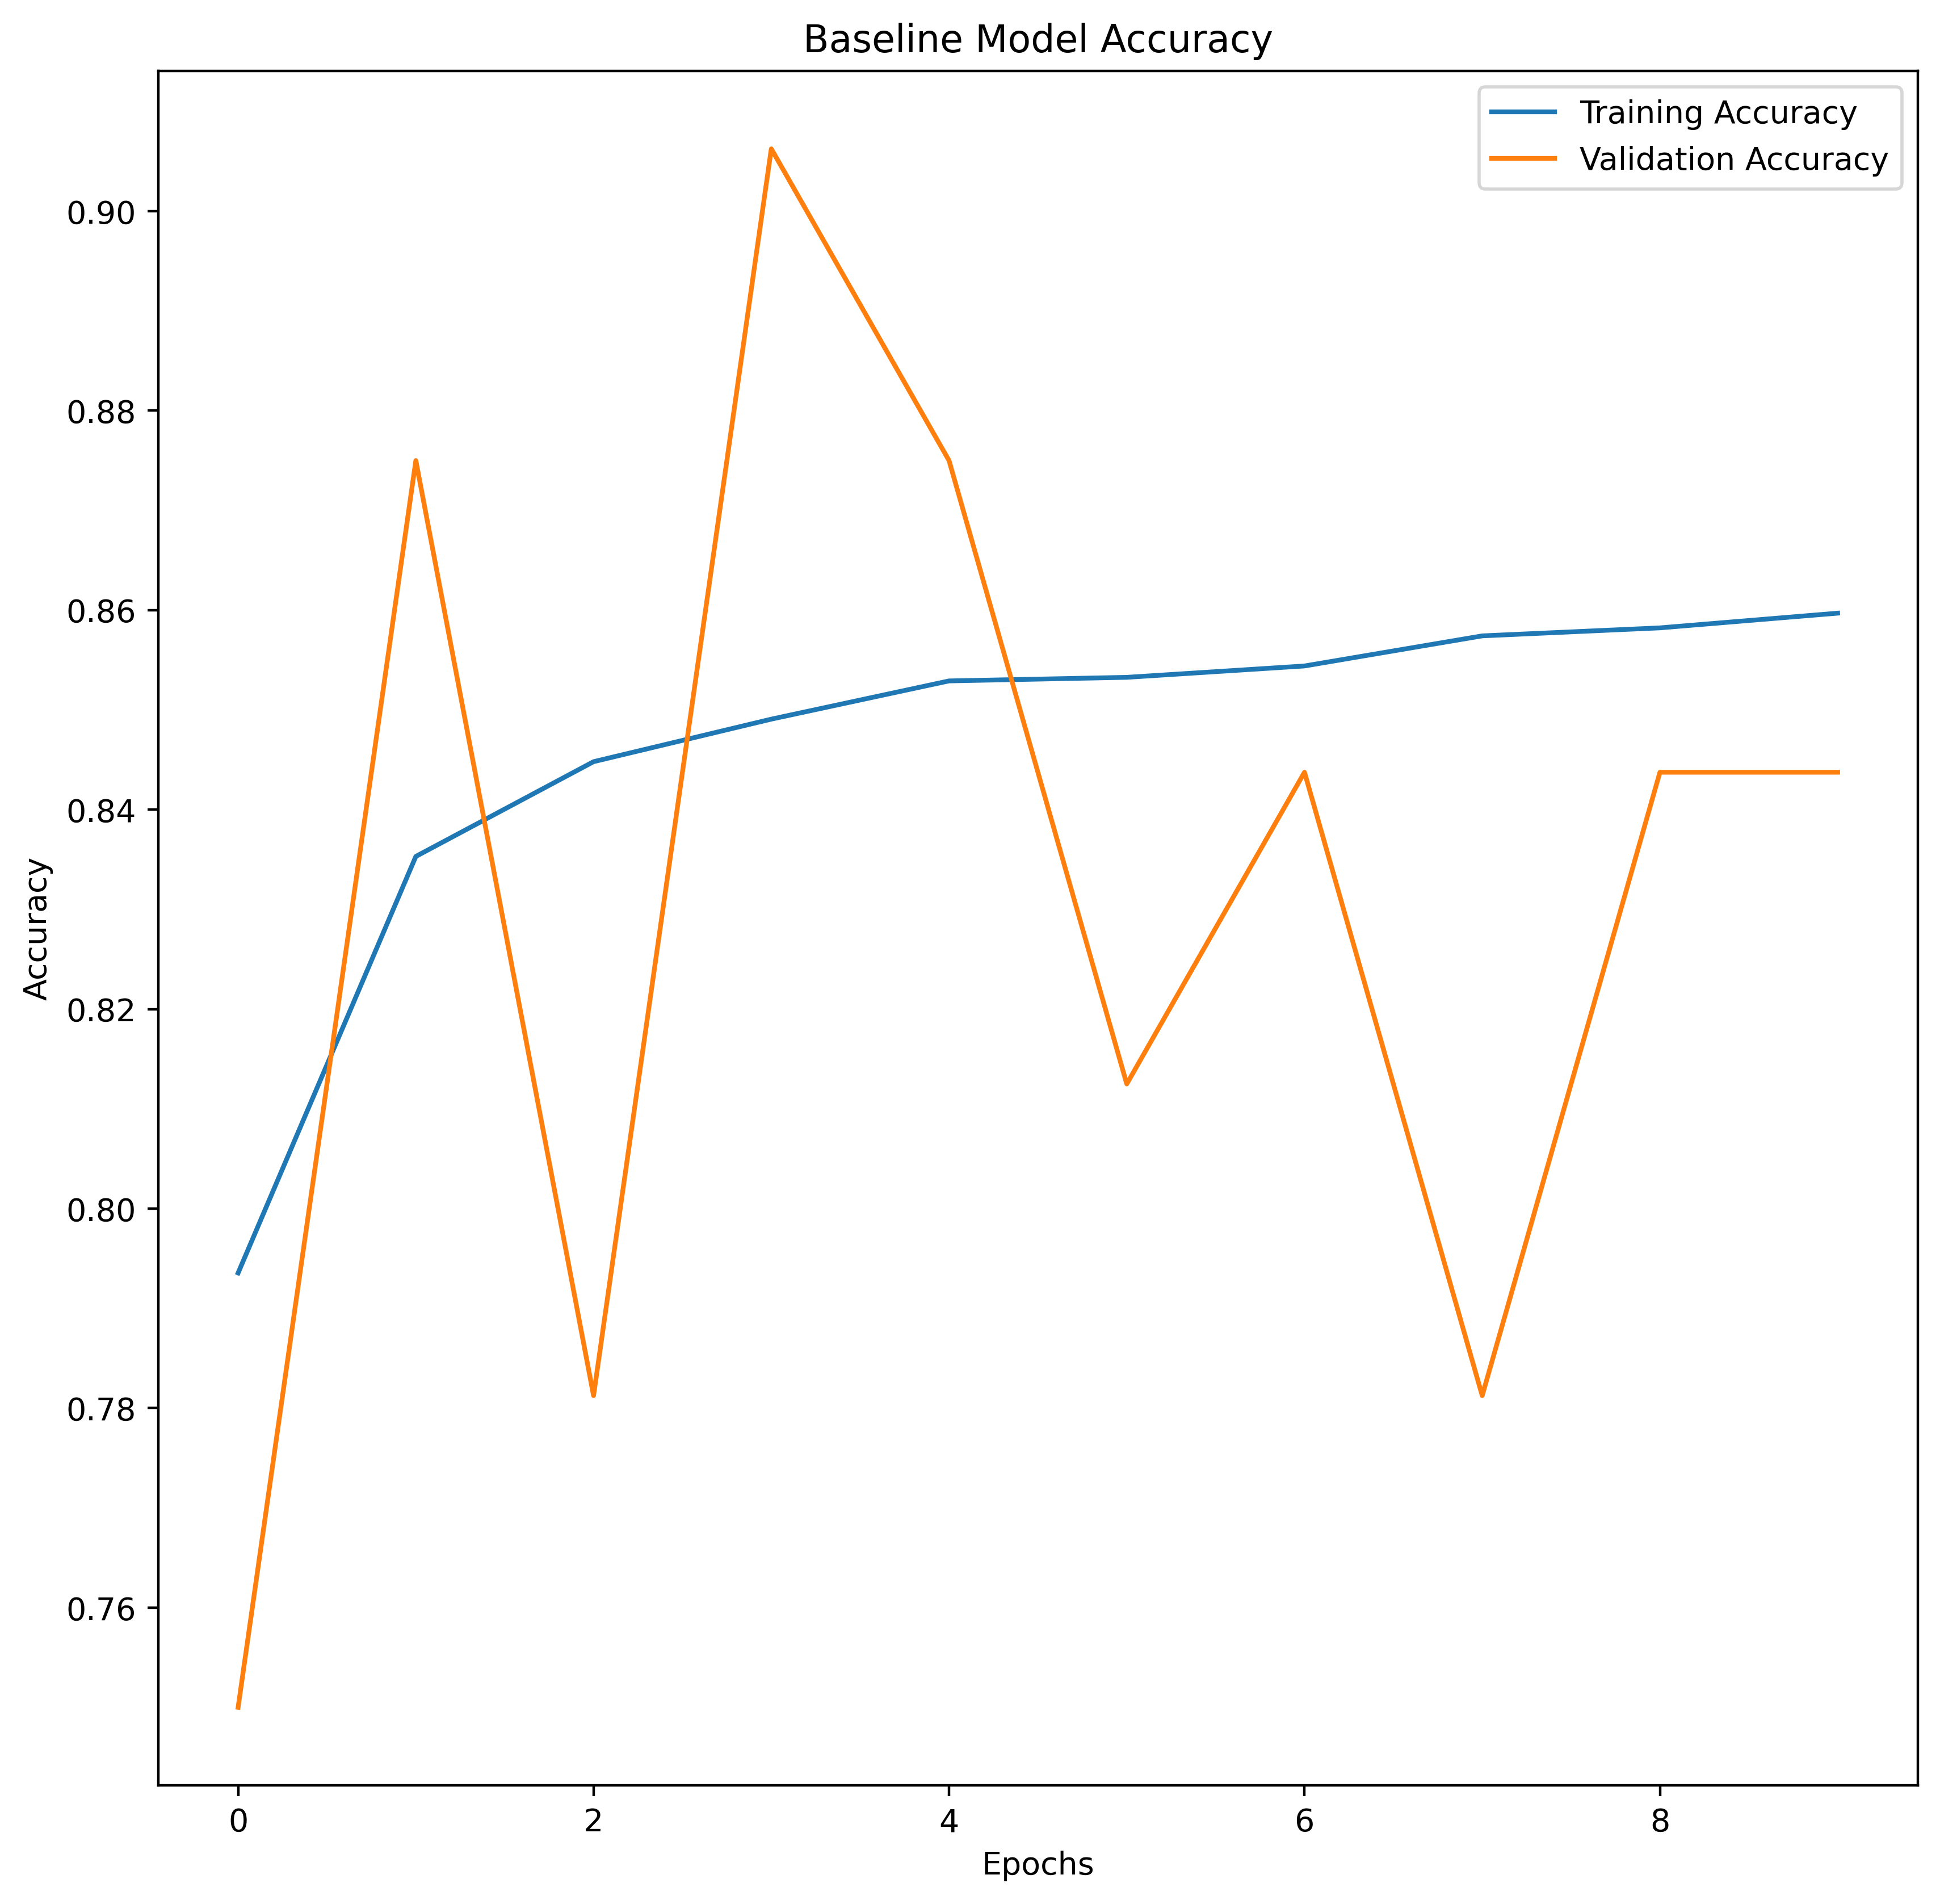 Baseline Model Accuracy
Training Accuracy
Validation Accuracy
0.90
0.88
0.86
0.84
0.82
0.80
0.78
0.76
Accuracy
0 2 4 6 8
Epochs